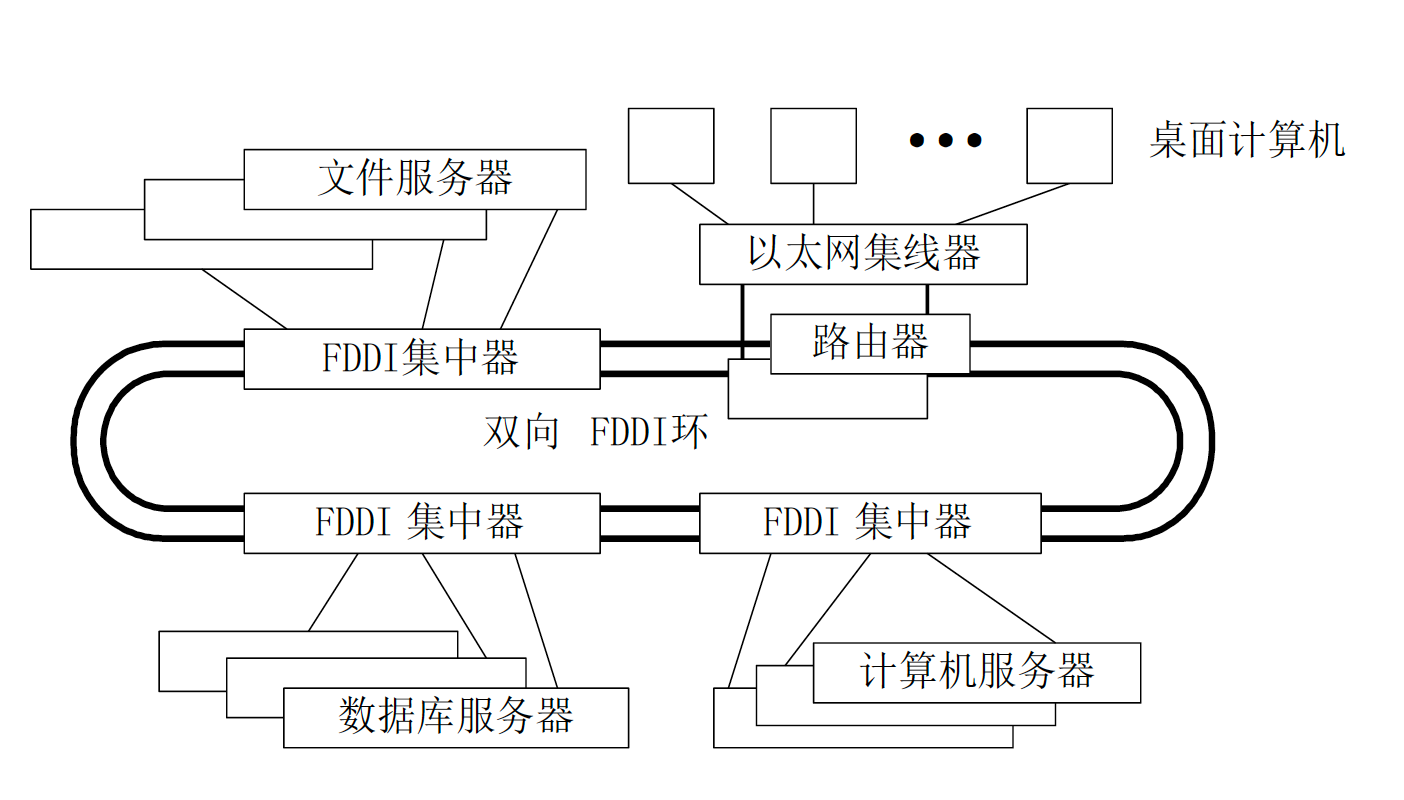 桌面计算机
文件服务器
以太网集线器
路由器
FDDI集中器
双向 FDDI环
FDDI 集中器
FDDI 集中器
计算机服务器
数据库服务器